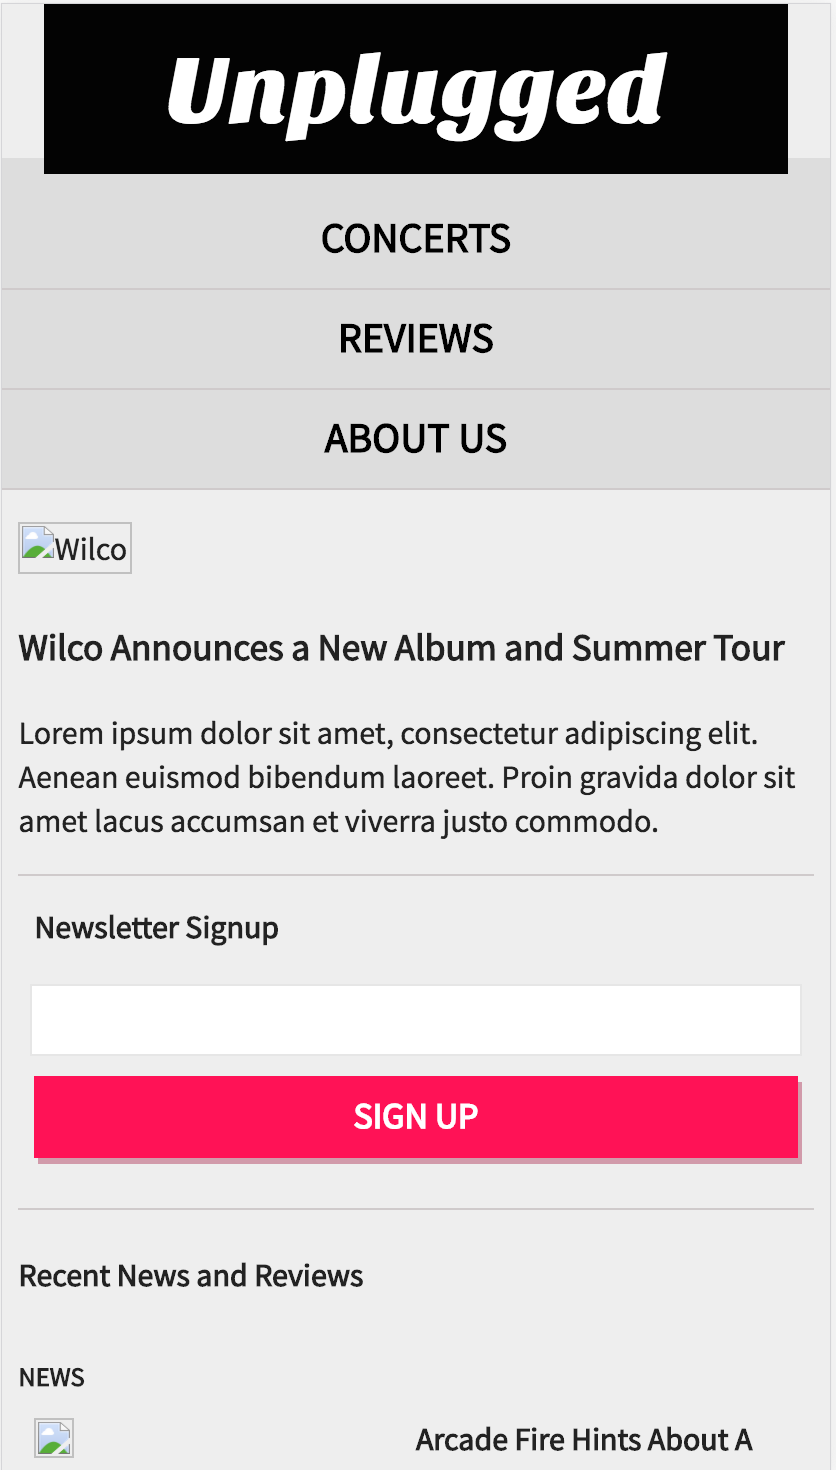 Unplugged
CONCERTS
REVIEWS
ABOUT US
Wilco
Wilco Announces a New Album and Summer Tour
Lorem ipsum dolor sit amet, consectetur adipiscing elit.
Aenean euismod bibendum laoreet. Proin gravida dolor sit
amet lacus accumsan et viverra justo commodo.
Newsletter Signup
SIGN UP
Recent News and Reviews
NEWS
Arcade Fire Hints About A